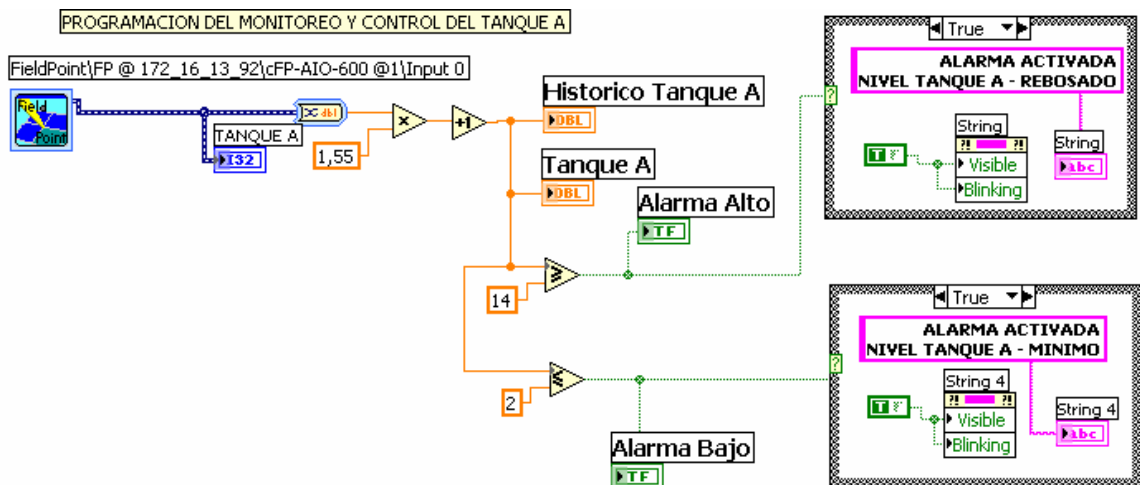 PROGRAMACION DEL MONITOREO Y CONTROL DEL TANQUE A
FieldPoint\FP @ 172_16_13_92\cFP-AIO-600 @1\Input 0
Field
Point
TANQUE A
I32
dbl
1,55
×
+1
Historico Tanque A
DBL
Tanque A
DBL
Alarma Alto
TF
≥
14
≤
2
Alarma Bajo
TF
True
ALARMA ACTIVADA
NIVEL TANQUE A - REBOSADO
?
String
?! ?!
Visible
Blinking
T F
String
abc
True
ALARMA ACTIVADA
NIVEL TANQUE A - MINIMO
?
String 4
?! ?!
Visible
Blinking
T F
String 4
abc